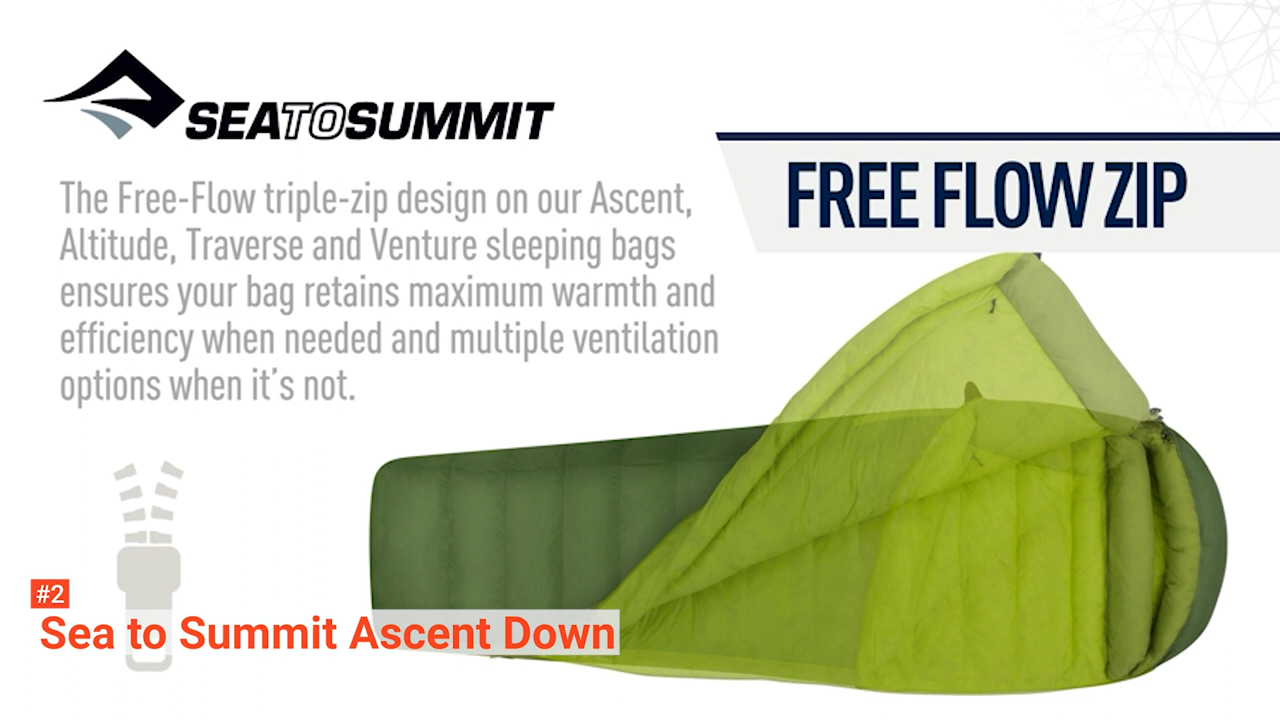 SEATOSUMMIT
The Free-Flow triple-zip design on our Ascent,
Altitude, Traverse and Venture sleeping bags
ensures your bag retains maximum warmth and
efficiency when needed and multiple ventilation
options when it's not.
FREE FLOW ZIP
#2
Sea to Summit Ascent Down